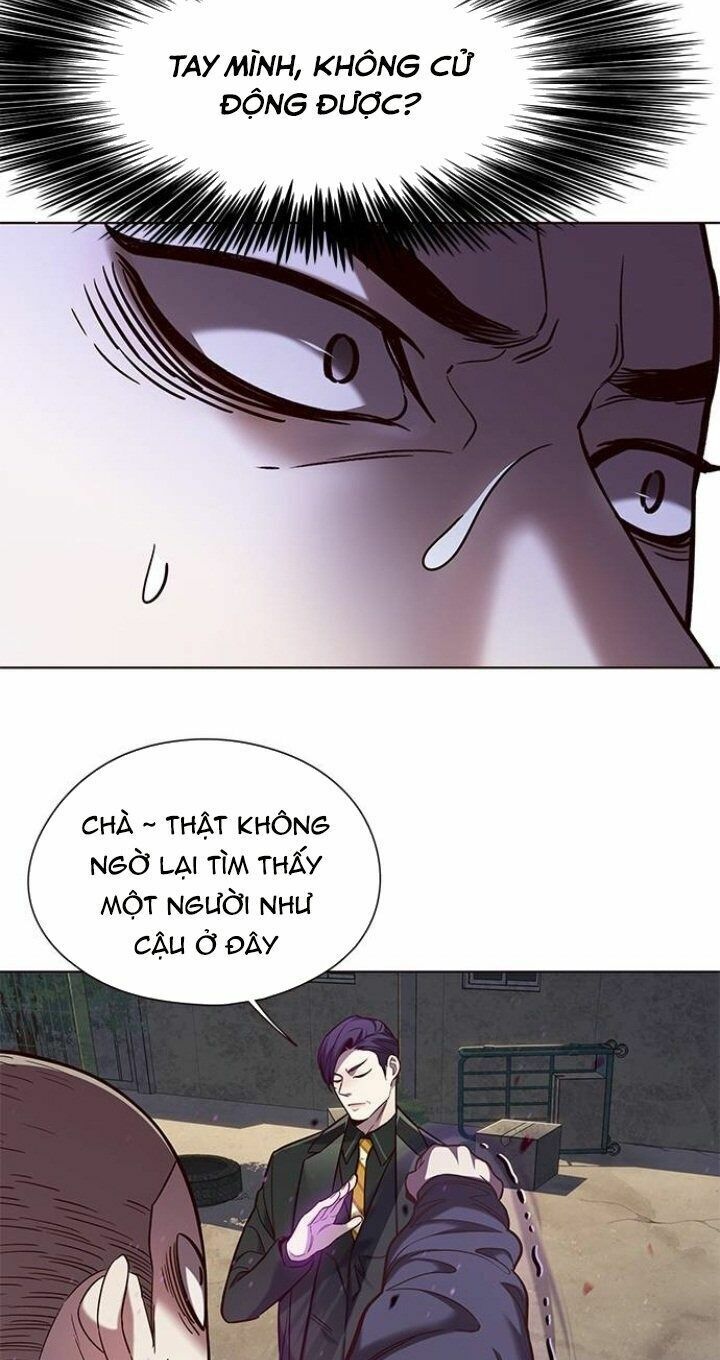 TAY MÌNH, KHÔNG CỬ
ĐỘNG ĐƯỢC?
CHÀ ~ THẬT KHÔNG
NGỜ LẠI TÌM THẤY
MỘT NGƯỜI NHƯ
CẬU Ở ĐÂY